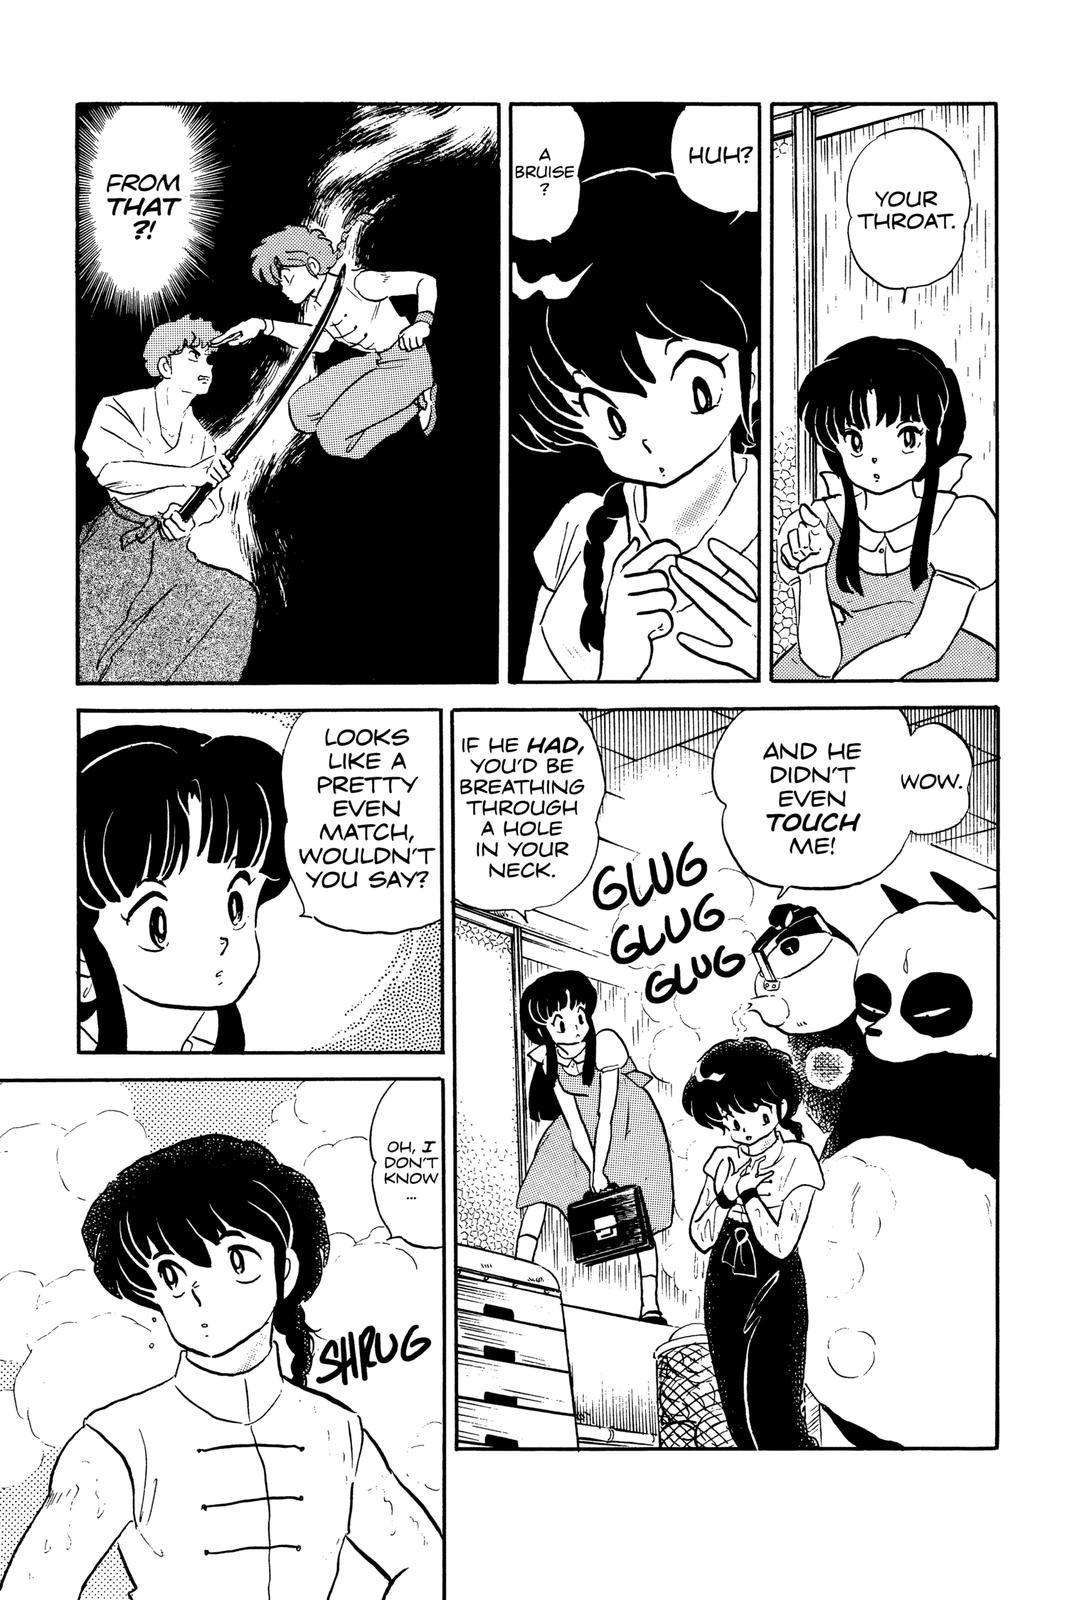 YOUR
THROAT.
HUH?
A
BRUISE
?
FROM
THAT
?!
WOW.
AND HE
DIDN'T
EVEN
TOUCH
ME!
GLUG
GLUG
GLUG
IF HE HAD,
YOU'D BE
BREATHING
THROUGH
A HOLE
IN YOUR
NECK.
LOOKS
LIKE A
PRETTY
EVEN
MATCH,
WOULDN'T
YOU SAY?
OH, I
DON'T
KNOW
...
SHRUG